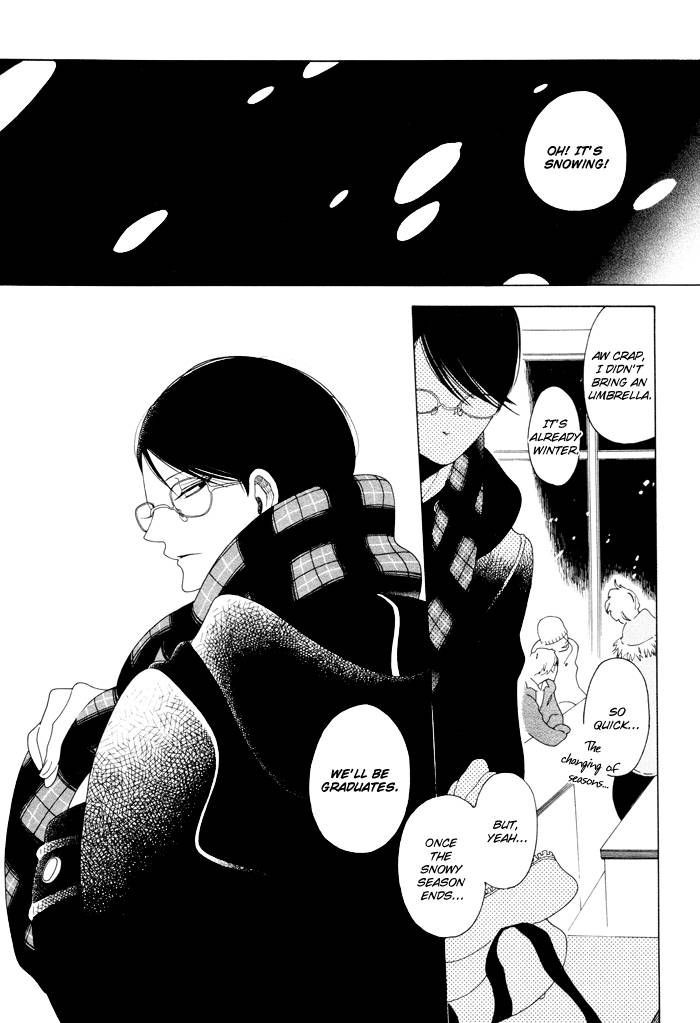 OH! IT'S
SNOWING!
AW CRAP,
I DIDN'T
BRING AN
UMBRELLA.
IT'S
ALREADY
WINTER.
SO
QUICK...
The
changing of
seasons...
BUT,
YEAH...
ONCE
THE
SNOWY
SEASON
ENDS...
WE'LL BE
GRADUATES.